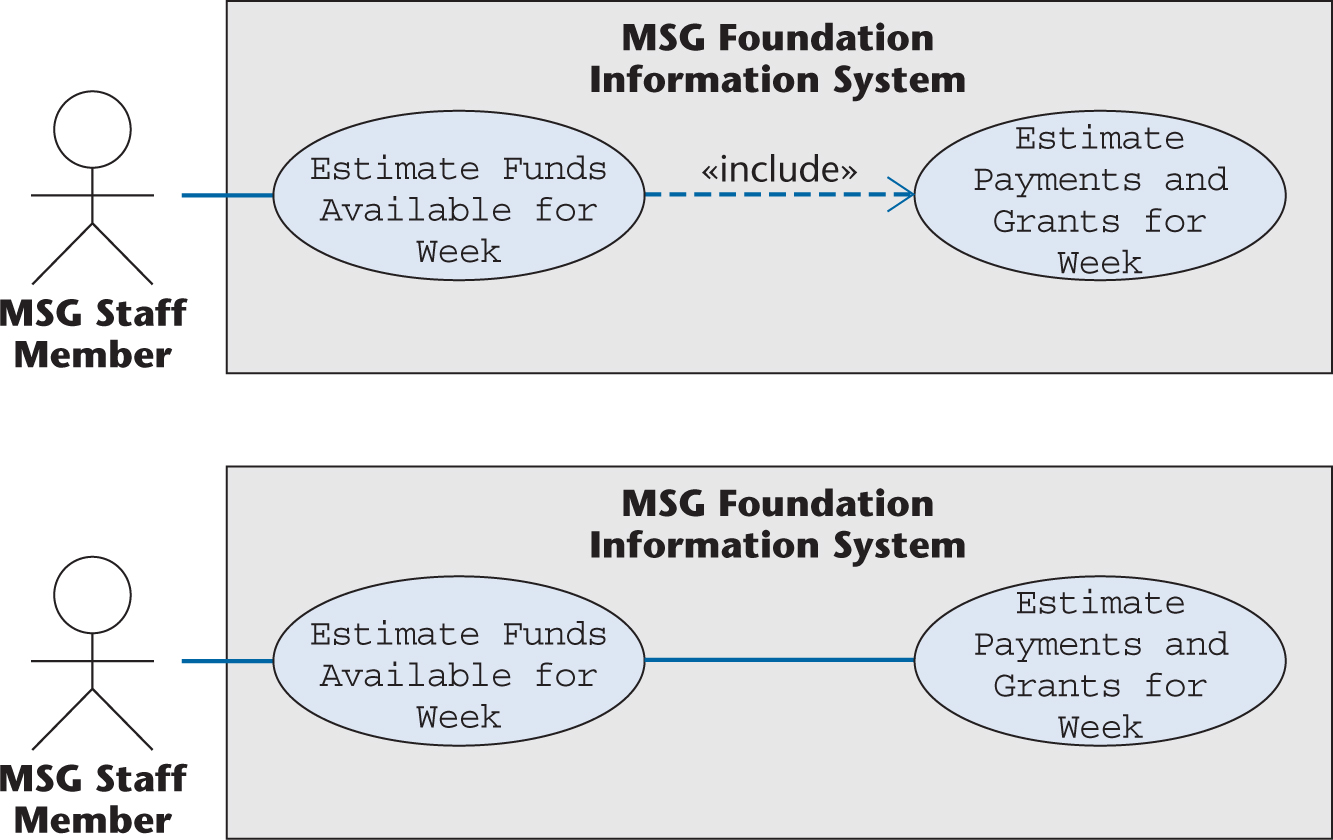 MSG Foundation
Information System
Estimate Funds
Available for
Week
«include»
Estimate
Payments and
Grants for
Week
MSG Staff
Member
MSG Foundation
Information System
Estimate Funds
Available for
Week
Estimate
Payments and
Grants for
Week
MSG Staff
Member